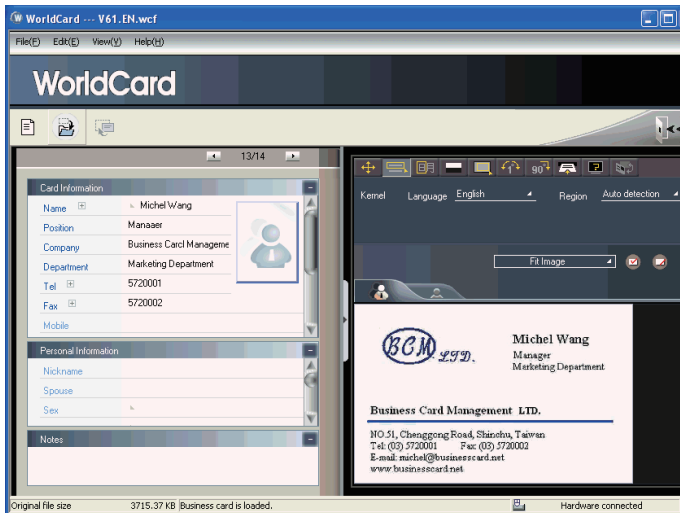 WorldCard --- V61.EN.wcf
File(F) Edit(E) View(V) Help(H)
WorldCard
13/14
Card Information
Name Michel Wang
Position Manaaer
Company Business Carcl Manageme
Department Marketing Department
Tel 5720001
Fax 5720002
Mobile
Personal Information
Nickname
Spouse
Sex
Notes
90°
Kernel Language English Region Auto detection
Fit Image
BCM LTD.
Michel Wang
Manager
Marketing Department
Business Card Management LTD.
NO.51, Chenggong Road, Shinchu, Taiwan
Tel: (03) 5720001 Fax: (03) 5720002
E-mail: michel@businesscard.net
www.businesscard.net
Original file size 3715.37 KB Business card is loaded. Hardware connected